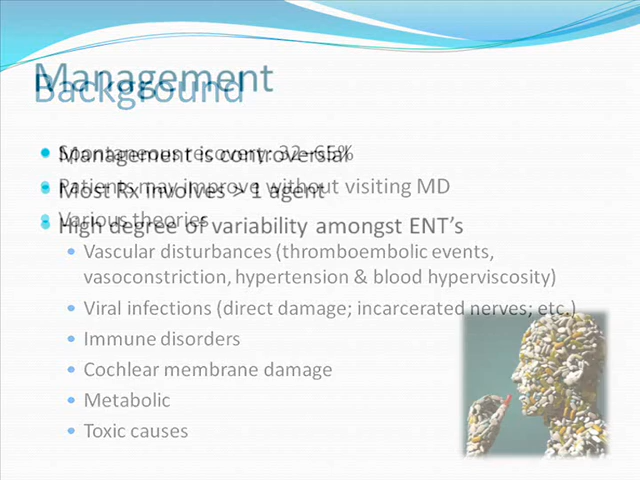 Management
Background
Spontaneous recovery: 32–65%
Management is controversial
Patients may improve without visiting MD
Most Rx involves > 1 agent
Various theories
High degree of variability amongst ENT's
Vascular disturbances (thromboembolic events,
vasoconstriction, hypertension & blood hyperviscosity)
Viral infections (direct damage; incarcerated nerves; etc.)
Immune disorders
Cochlear membrane damage
Metabolic
Toxic causes